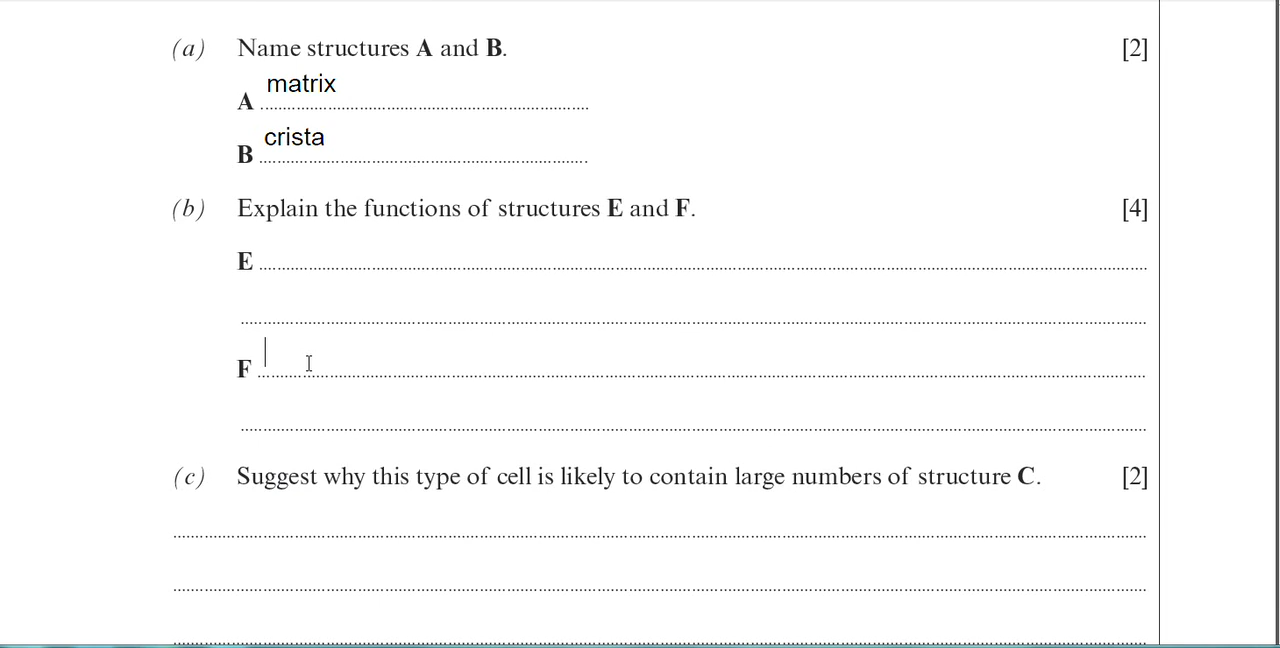 (a) Name structures A and B. [2]
matrix
A
crista
B
(b) Explain the functions of structures E and F. [4]
E
F
(c) Suggest why this type of cell is likely to contain large numbers of structure C. [2]